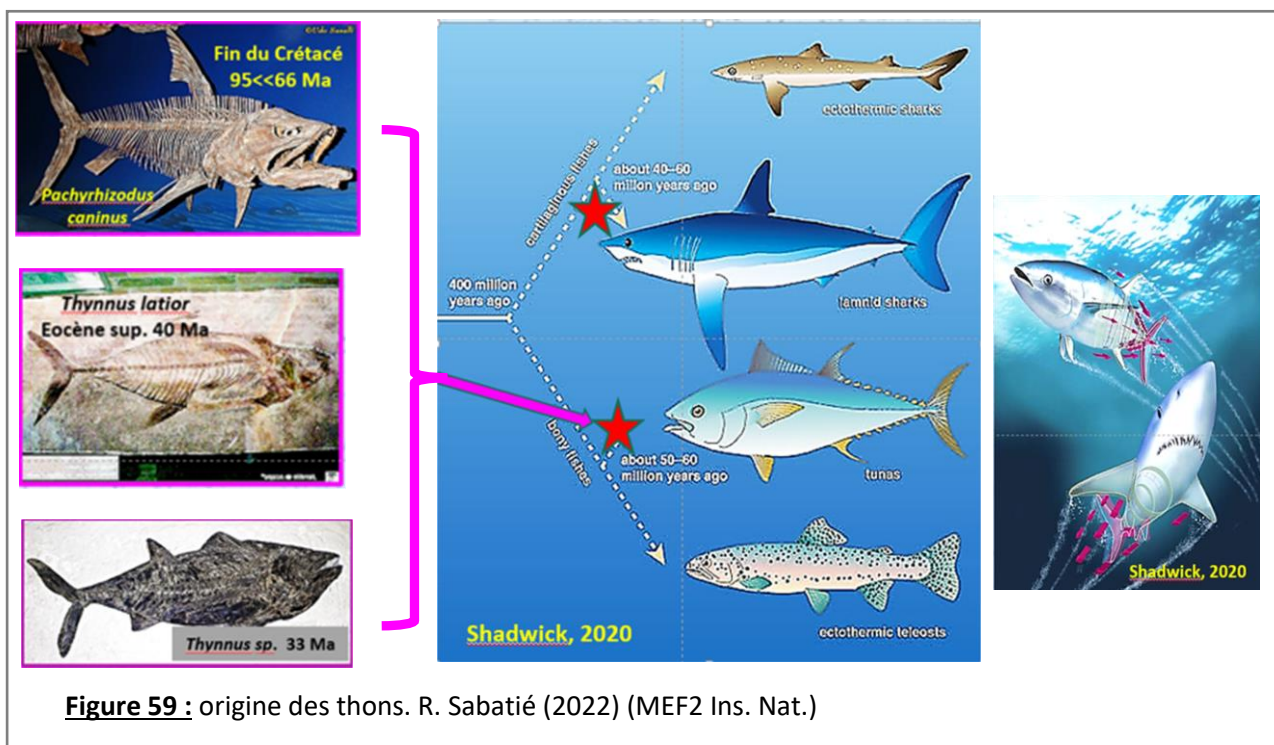 ©Udo Savalli
Fin du Crétacé
95<<66 Ma
Pachyrhizodus
caninus
Thynnus latior
Eocène sup. 40 Ma
Thynnus sp. 33 Ma
ectothermic sharks
cartilaginous fishes
about 40–60
million years ago
400 million
years ago
lamnid sharks
bony fishes
about 50–60
million years ago
tunas
ectothermic teleosts
Shadwick, 2020
Shadwick, 2020
Figure 59 : origine des thons. R. Sabatié (2022) (MEF2 Ins. Nat.)